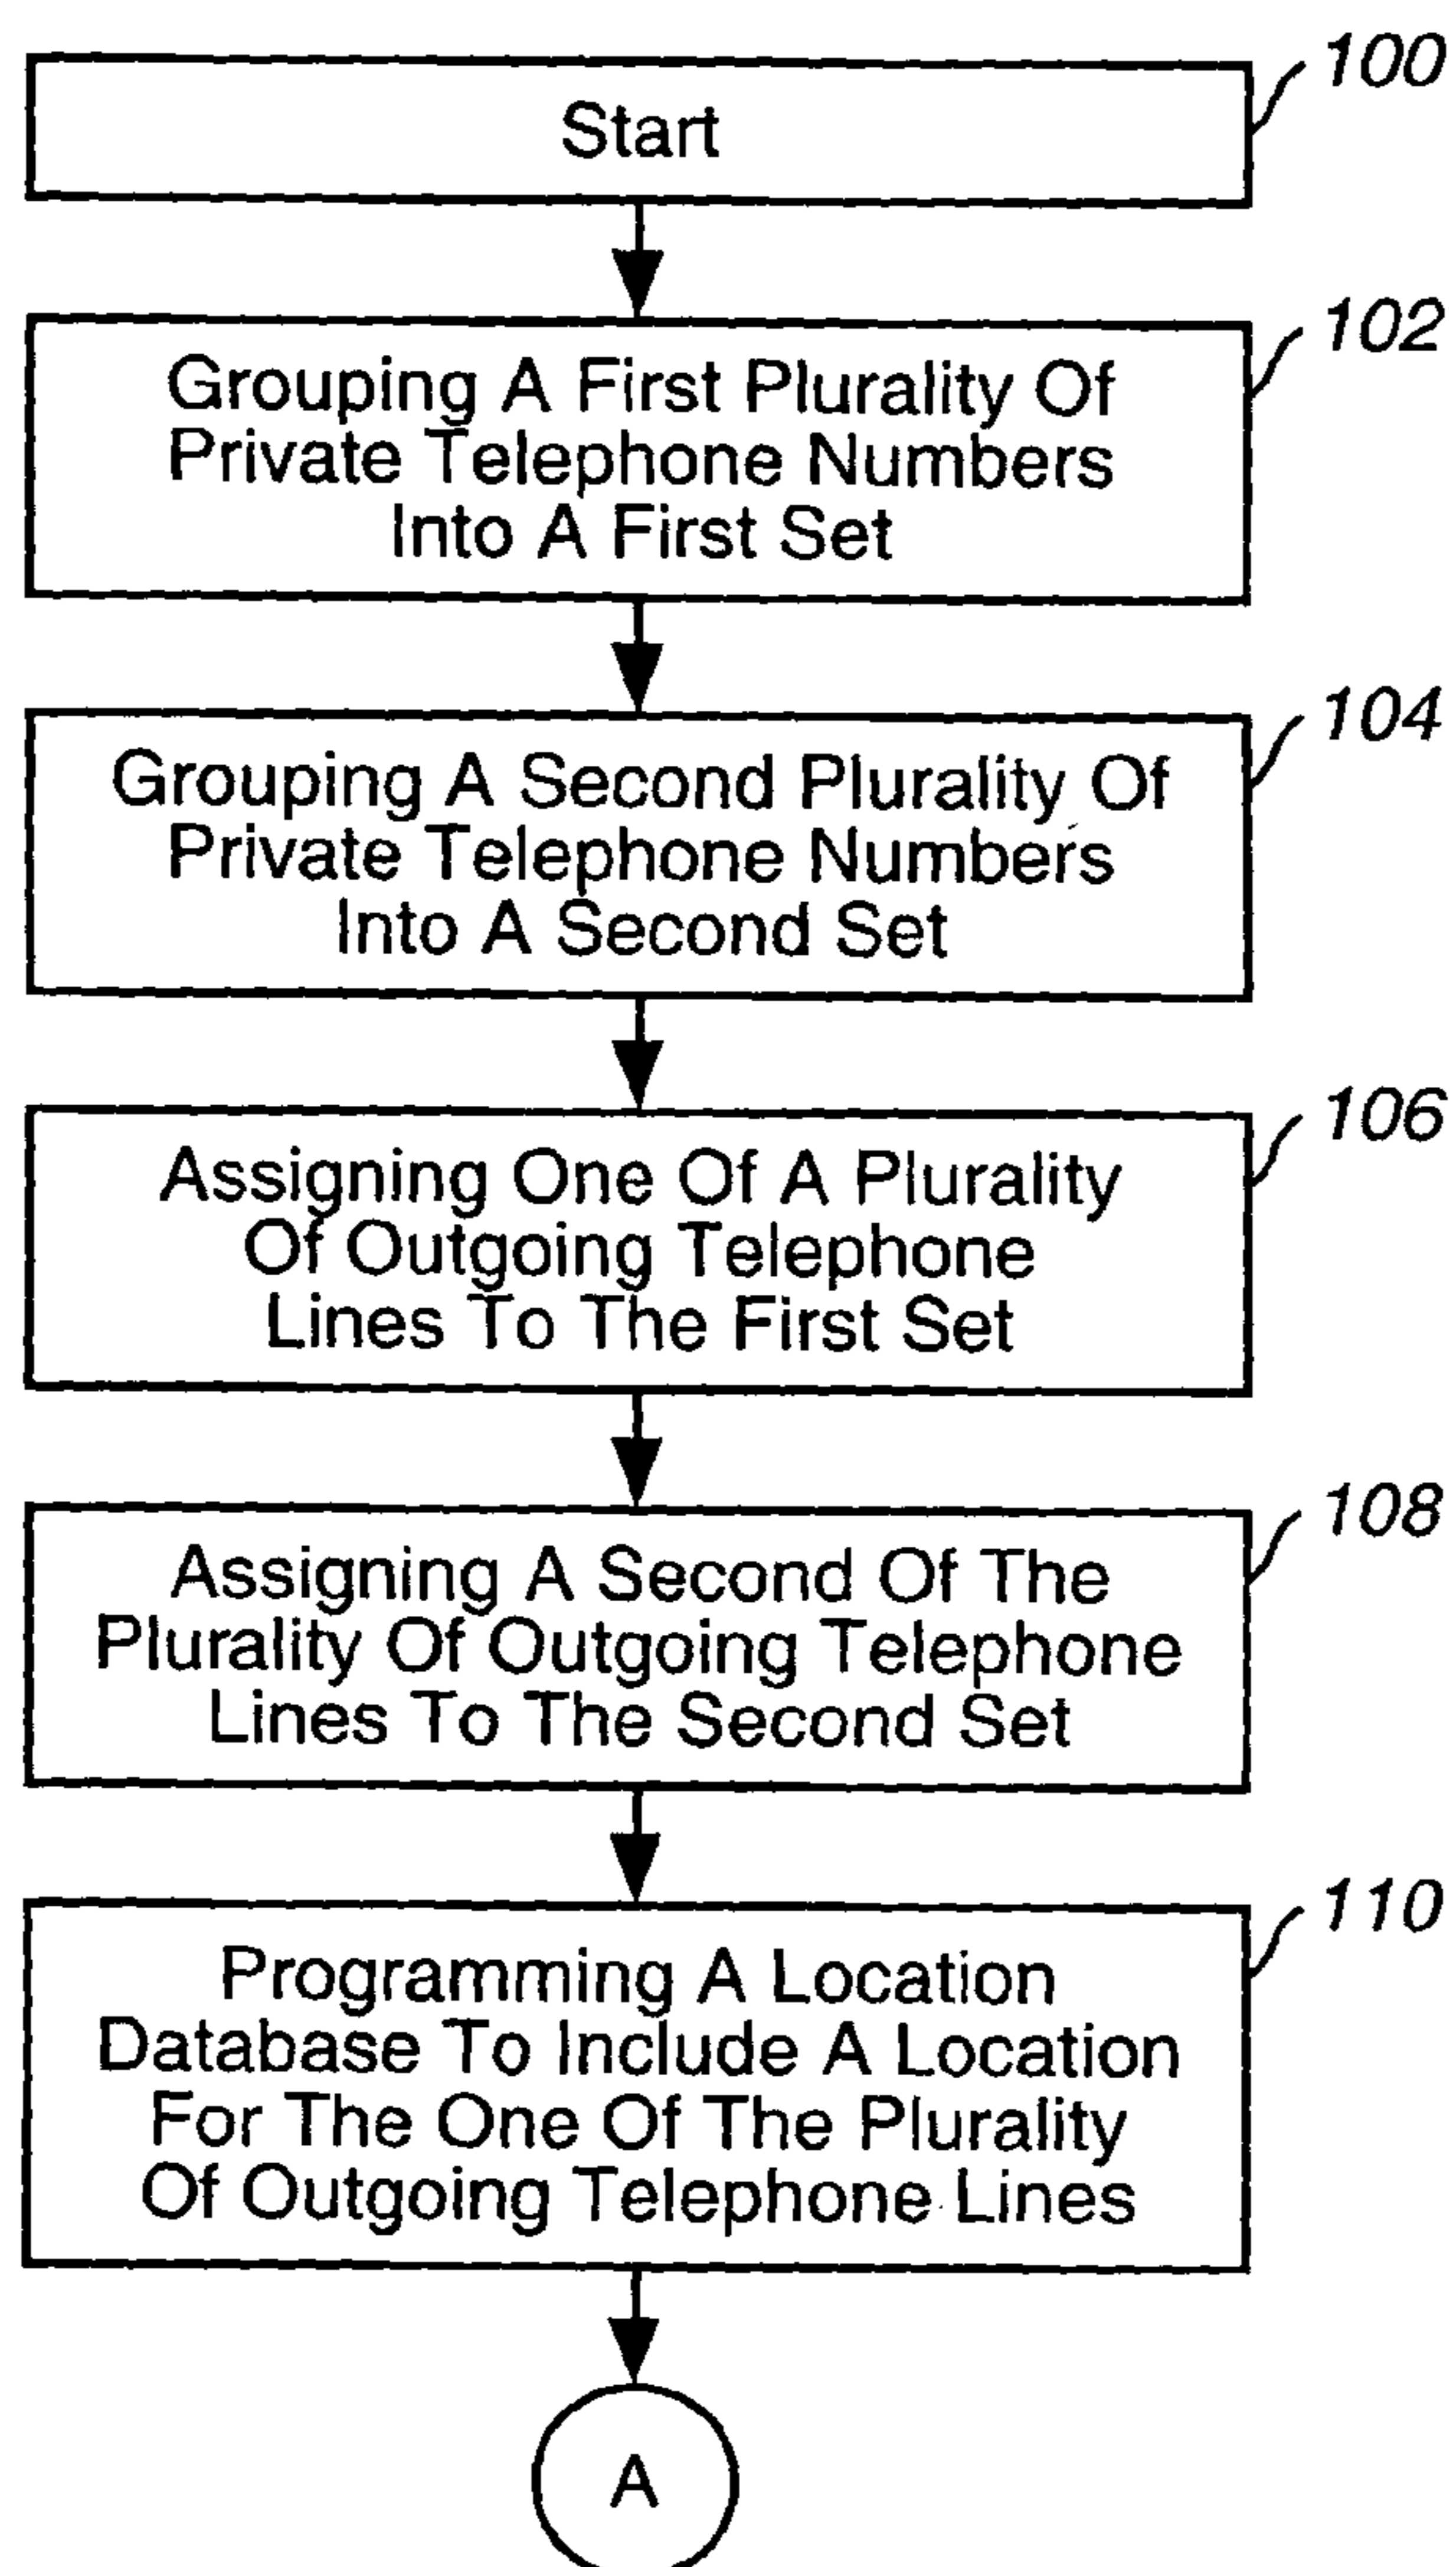 100
Start
102
Grouping A First Plurality Of
Private Telephone Numbers
Into A First Set
104
Grouping A Second Plurality Of
Private Telephone Numbers
Into A Second Set
106
Assigning One Of A Plurality
Of Outgoing Telephone
Lines To The First Set
108
Assigning A Second Of The
Plurality Of Outgoing Telephone
Lines To The Second Set
110
Programming A Location
Database To Include A Location
For The One Of The Plurality
Of Outgoing Telephone Lines
A